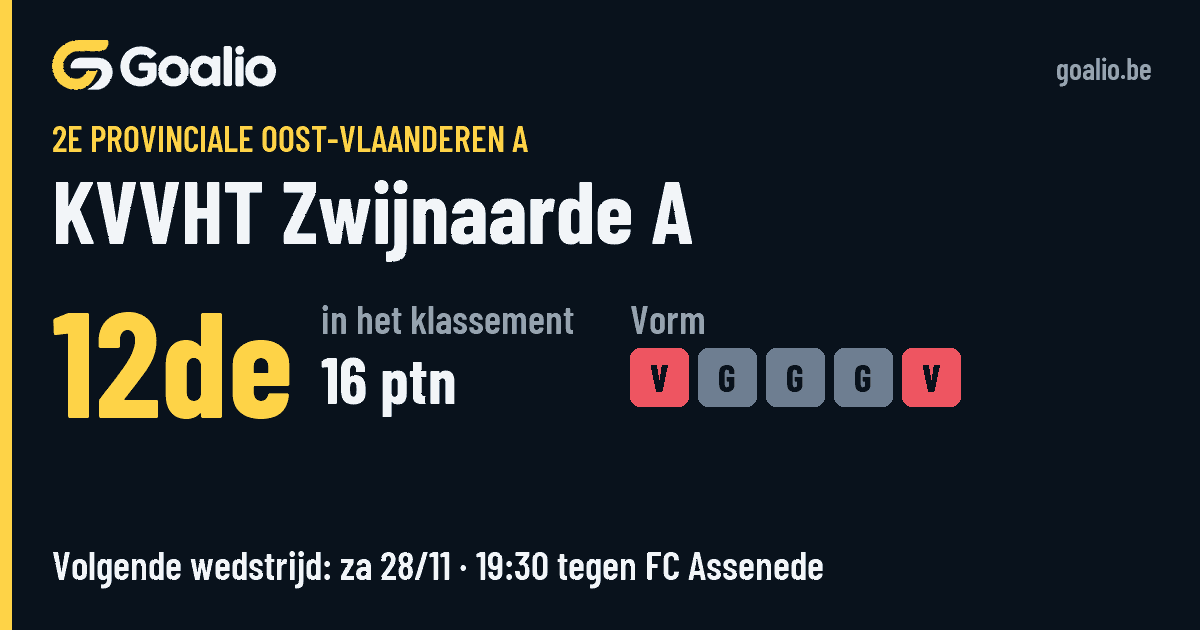 Goalio
goalio.be
2E PROVINCIALE OOST-VLAANDEREN A
KVVHT Zwijnaarde A
12de
in het klassement
16 ptn
Vorm
V G G G V
Volgende wedstrijd: za 28/11 · 19:30 tegen FC Assenede